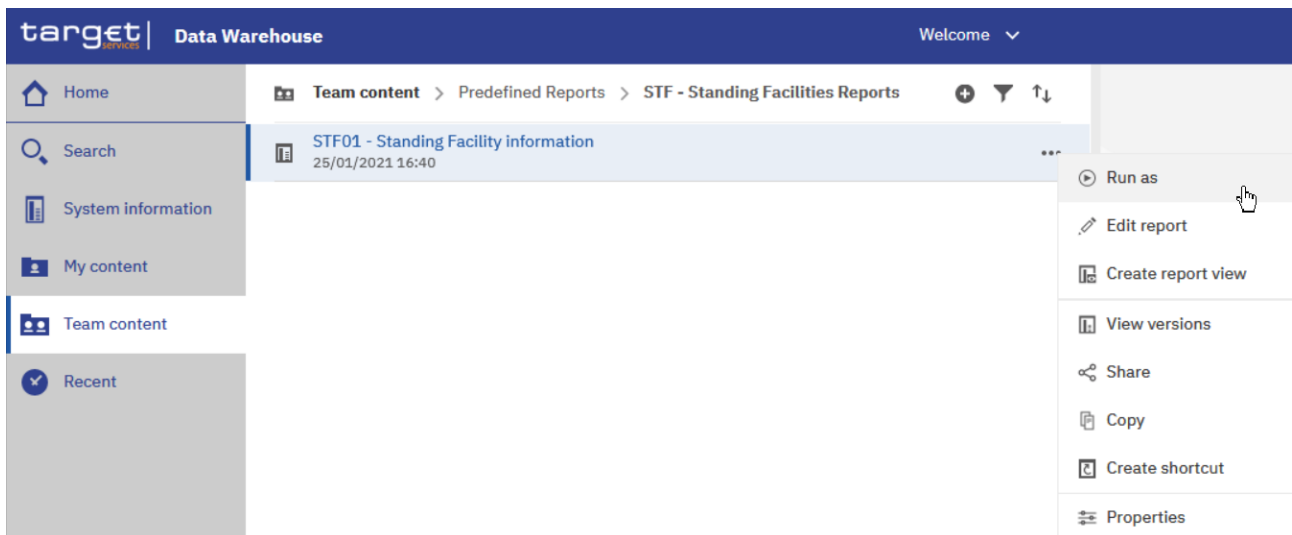 target services | Data Warehouse Welcome
Home
Team content > Predefined Reports > STF - Standing Facilities Reports
Search
STF01 - Standing Facility information
25/01/2021 16:40
Run as
System information
Edit report
My content
Create report view
Team content
View versions
Share
Recent
Copy
Create shortcut
Properties